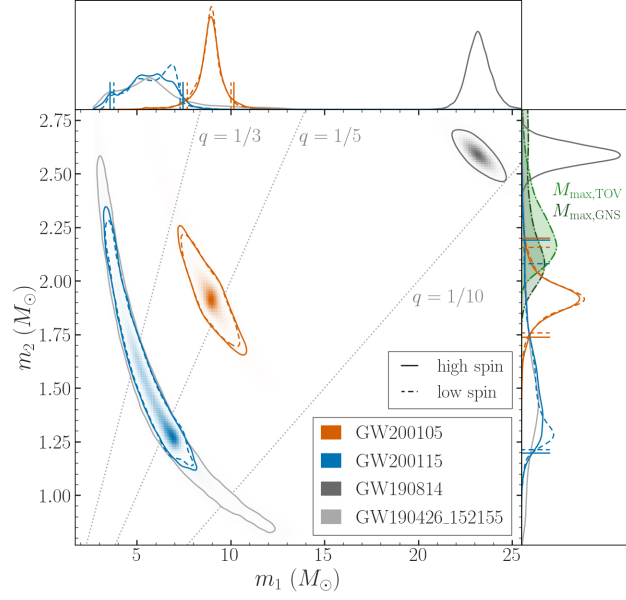 2.75
2.50
2.25
2.00
1.75
1.50
1.25
1.00
m₂ (M⊙)
q = 1/3
q = 1/5
q = 1/10
M_max,TOV
M_max,GNS
high spin
low spin
GW200105
GW200115
GW190814
GW190426_152155
5 10 15 20 25
m₁ (M⊙)